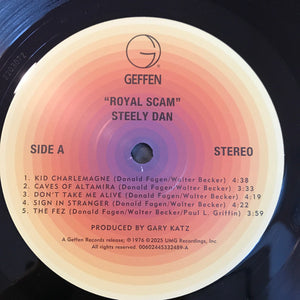 G
GEFFEN
"ROYAL SCAM"
STEELY DAN
SIDE A
STEREO
1. KID CHARLEMAGNE (Donald Fagen/Walter Becker) 4:38
2. CAVES OF ALTAMIRA (Donald Fagen/Walter Becker) 3:33
3. DON'T TAKE ME ALIVE (Donald Fagen/Walter Becker) 4:15
4. SIGN IN STRANGER (Donald Fagen/Walter Becker) 4:22
5. THE FEZ (Donald Fagen/Walter Becker/Paul L. Griffin) 3:59
PRODUCED BY GARY KATZ
A Geffen Records release; ℗ 1976 © 2025 UMG Recordings, Inc.
All rights reserved. 00602445332489-A